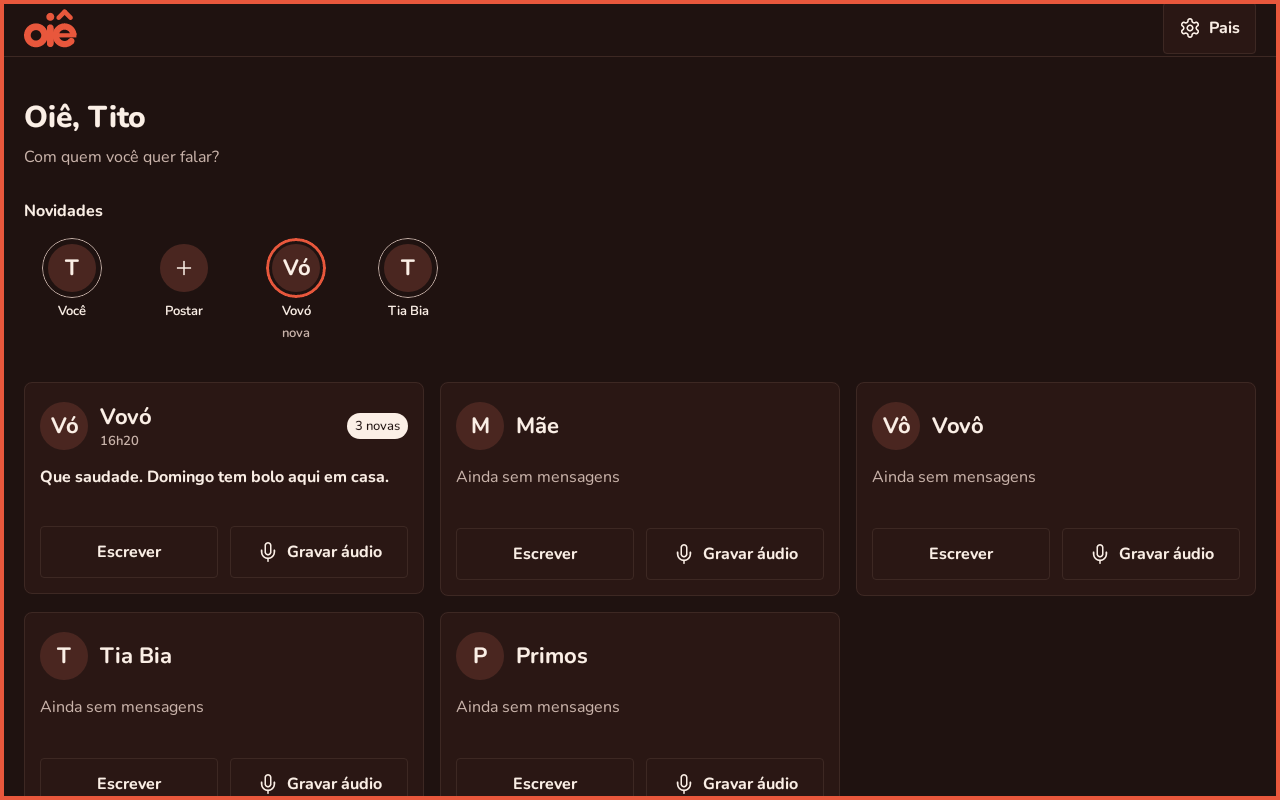 oiê
Pais
Oiê, Tito
Com quem você quer falar?
Novidades
T
Você
Postar
Vó
Vovó
nova
T
Tia Bia
Vó
Vovó
16h20
3 novas
Que saudade. Domingo tem bolo aqui em casa.
Escrever
Gravar áudio
M
Mãe
Ainda sem mensagens
Escrever
Gravar áudio
Vô
Vovô
Ainda sem mensagens
Escrever
Gravar áudio
T
Tia Bia
Ainda sem mensagens
Escrever
Gravar áudio
P
Primos
Ainda sem mensagens
Escrever
Gravar áudio